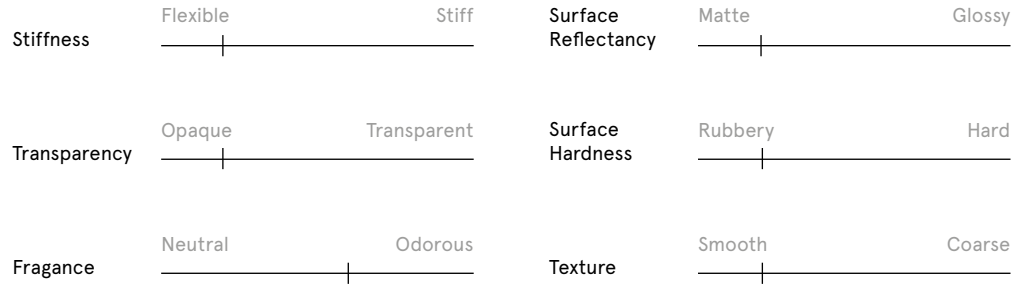 Flexible Stiff
Stiffness
Opaque Transparent
Transparency
Neutral Odorous
Fragance
Surface
Reflectancy
Matte Glossy
Surface
Hardness
Rubbery Hard
Smooth Coarse
Texture